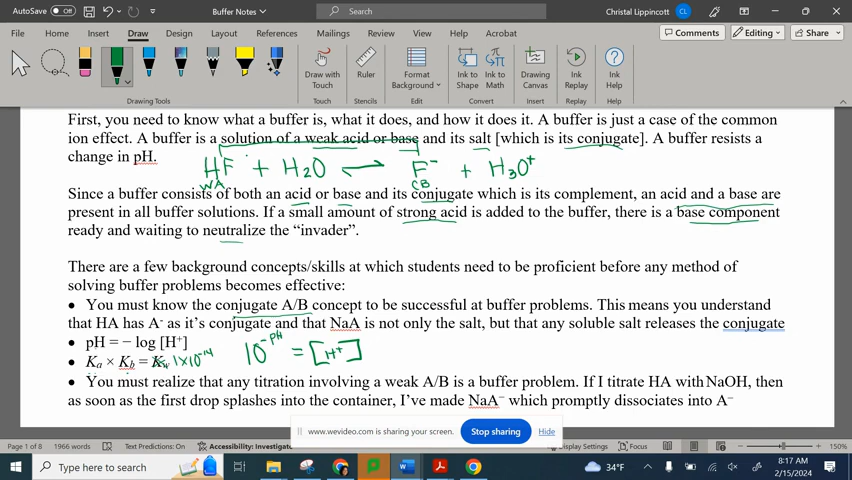 AutoSave Off
Buffer Notes
Search
Christal Lippincott
CL
File Home Insert Draw Design Layout References Mailings Review View Help Acrobat
Comments Editing Share
Draw with Touch
Ruler
Format Background
Ink to Shape
Ink to Math
Drawing Canvas
Ink Replay
Ink Help
Touch
Drawing Tools
Stencils
Edit
Convert
Insert
Replay
Help
First, you need to know what a buffer is, what it does, and how it does it. A buffer is just a case of the common
ion effect. A buffer is a solution of a weak acid or base and its salt [which is its conjugate]. A buffer resists a
change in pH.
HF + H2O ⇌ F⁻ + H3O⁺
WA CB
Since a buffer consists of both an acid or base and its conjugate which is its complement, an acid and a base are
present in all buffer solutions. If a small amount of strong acid is added to the buffer, there is a base component
ready and waiting to neutralize the “invader”.
There are a few background concepts/skills at which students need to be proficient before any method of
solving buffer problems becomes effective:
• You must know the conjugate A/B concept to be successful at buffer problems. This means you understand
that HA has A- as it’s conjugate and that NaA is not only the salt, but that any soluble salt releases the conjugate
• pH = − log [H⁺]
10⁻ᵖᴴ = [H⁺]
• Ka × Kb = Kw 1x10⁻¹⁴
• You must realize that any titration involving a weak A/B is a buffer problem. If I titrate HA with NaOH, then
as soon as the first drop splashes into the container, I’ve made NaA⁻ which promptly dissociates into A⁻
www.wevideo.com is sharing your screen.
Stop sharing
Hide
Page 1 of 8 1966 words Text Predictions: On Accessibility: Investigate Display Settings Focus 150%
Type here to search
34°F
8:17 AM
2/15/2024